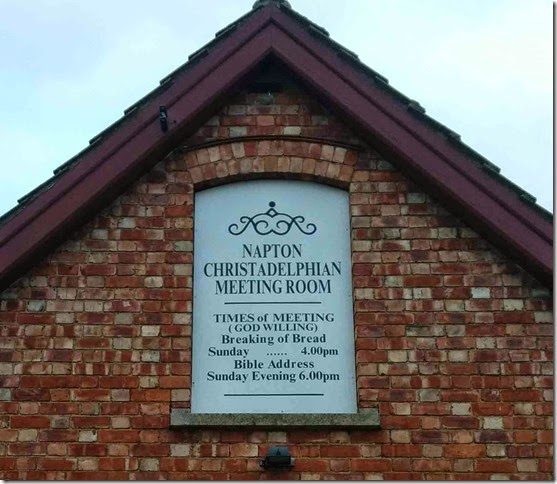 NAPTON
CHRISTADELPHIAN
MEETING ROOM
TIMES of MEETING
(GOD WILLING)
Breaking of Bread
Sunday ...... 4.00pm
Bible Address
Sunday Evening 6.00pm